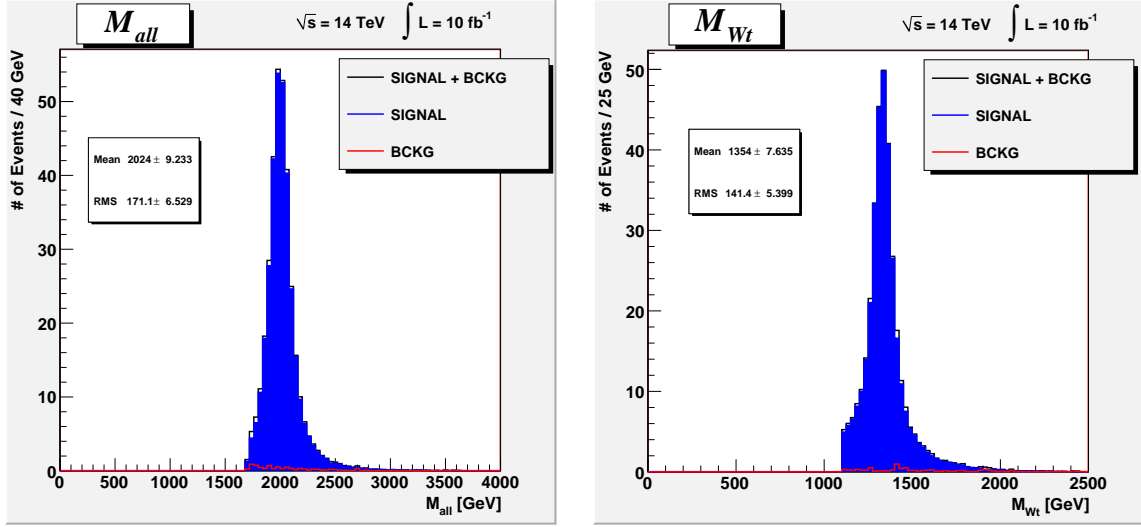 M_all
√s = 14 TeV ∫ L = 10 fb⁻¹
# of Events / 40 GeV
SIGNAL + BCKG
SIGNAL
BCKG
Mean 2024 ± 9.233
RMS 171.1 ± 6.529
50
40
30
20
10
0
0 500 1000 1500 2000 2500 3000 3500 4000
M_all [GeV]
M_Wt
√s = 14 TeV ∫ L = 10 fb⁻¹
# of Events / 25 GeV
SIGNAL + BCKG
SIGNAL
BCKG
Mean 1354 ± 7.635
RMS 141.4 ± 5.399
50
40
30
20
10
0
0 500 1000 1500 2000 2500
M_Wt [GeV]